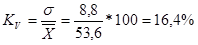 K_V = σ / X̄ = 8,8 / 53,6 * 100 = 16,4%